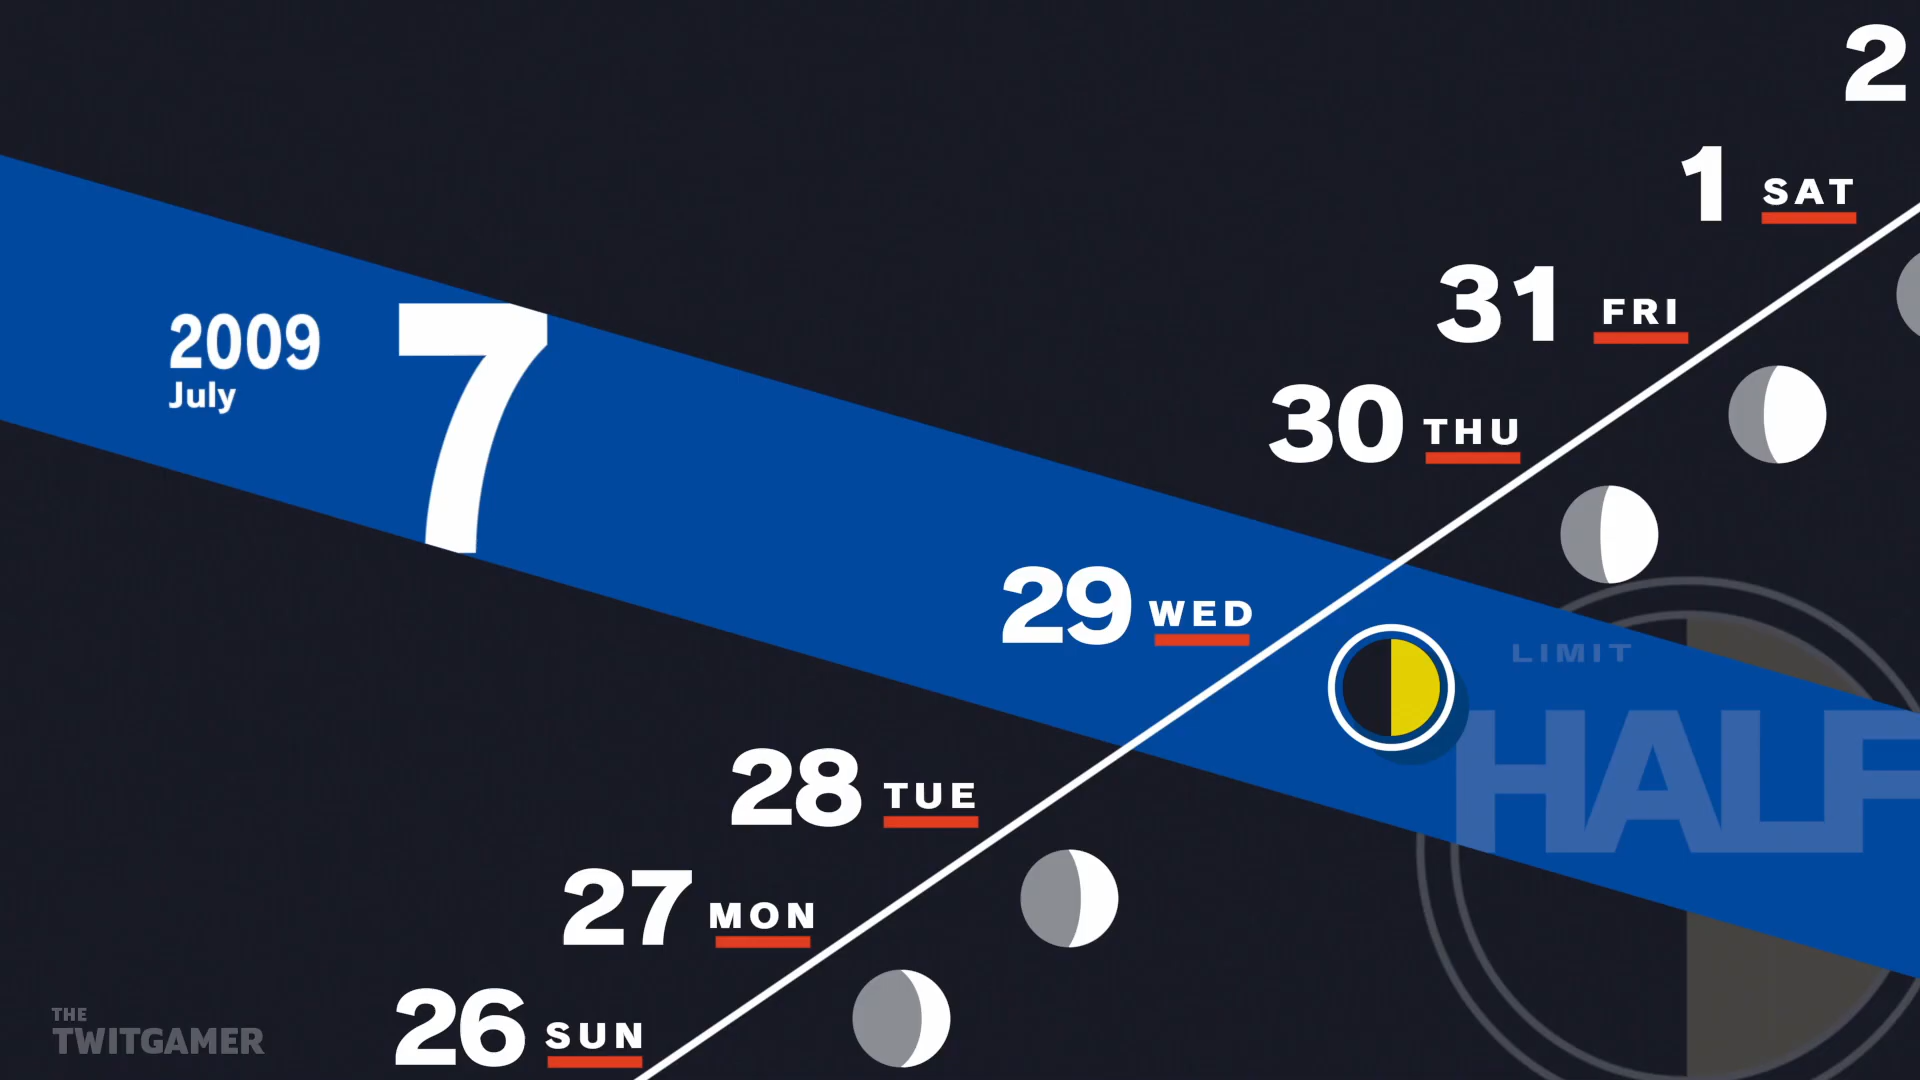 2
1 SAT
31 FRI
30 THU
2009
July
7
29 WED
LIMIT
HALF
28 TUE
27 MON
26 SUN
THE
TWITGAMER